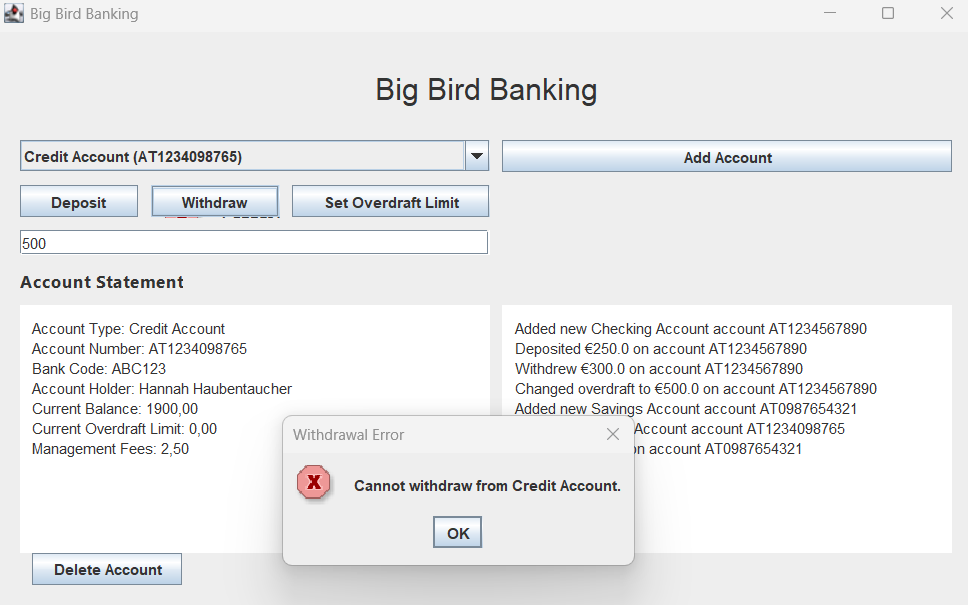 Big Bird Banking
Big Bird Banking
Credit Account (AT1234098765)
Add Account
Deposit
Withdraw
Set Overdraft Limit
500
Account Statement
Account Type: Credit Account
Account Number: AT1234098765
Bank Code: ABC123
Account Holder: Hannah Haubentaucher
Current Balance: 1900,00
Current Overdraft Limit: 0,00
Management Fees: 2,50
Added new Checking Account account AT1234567890
Deposited €250.0 on account AT1234567890
Withdrew €300.0 on account AT1234567890
Changed overdraft to €500.0 on account AT1234567890
Added new Savings Account account AT0987654321
Account account AT1234098765
on account AT0987654321
Withdrawal Error
X
Cannot withdraw from Credit Account.
OK
Delete Account